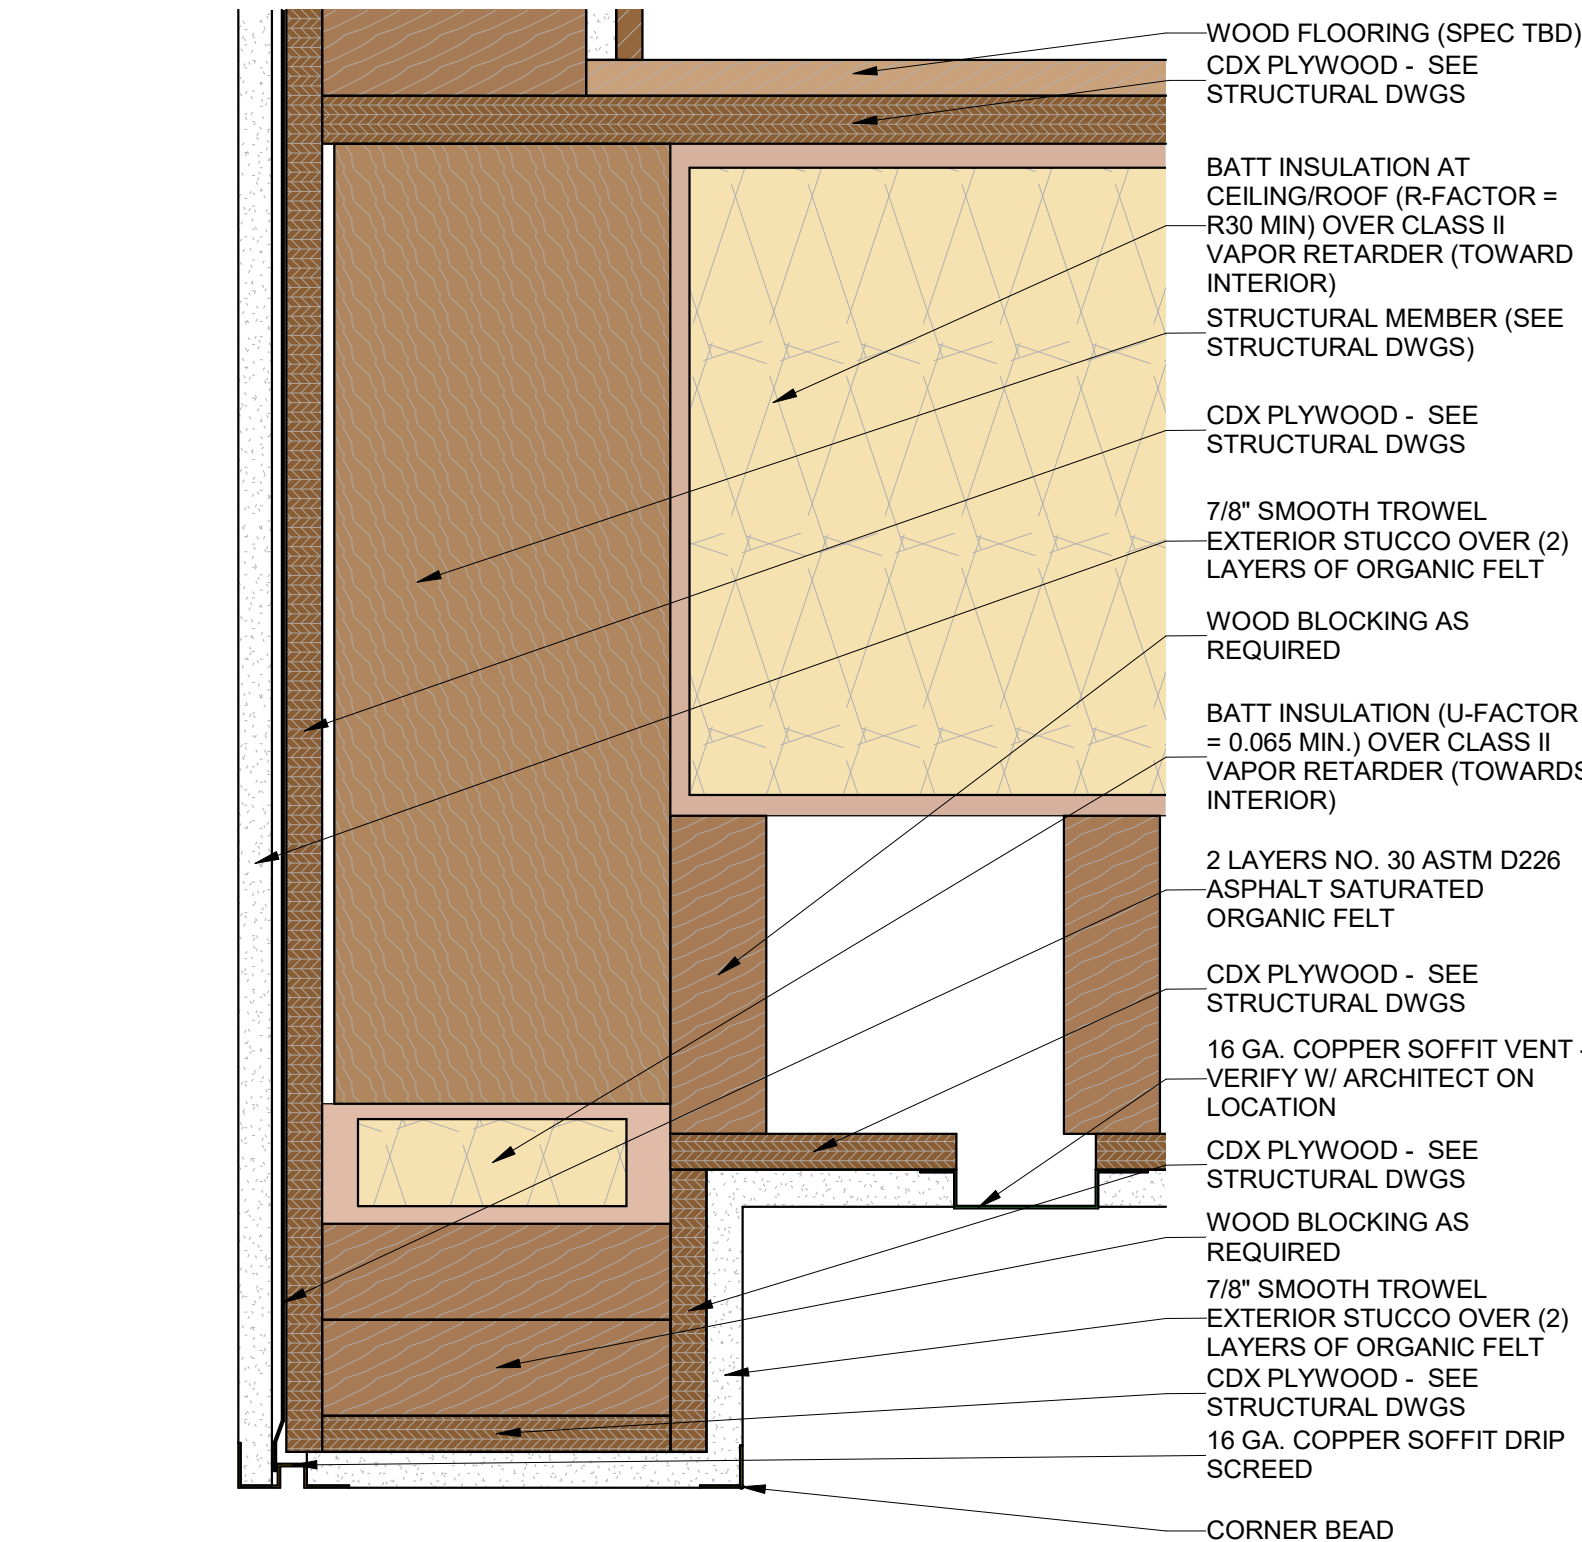 WOOD FLOORING (SPEC TBD)
CDX PLYWOOD - SEE
STRUCTURAL DWGS
BATT INSULATION AT
CEILING/ROOF (R-FACTOR =
R30 MIN) OVER CLASS II
VAPOR RETARDER (TOWARD
INTERIOR)
STRUCTURAL MEMBER (SEE
STRUCTURAL DWGS)
CDX PLYWOOD - SEE
STRUCTURAL DWGS
7/8" SMOOTH TROWEL
EXTERIOR STUCCO OVER (2)
LAYERS OF ORGANIC FELT
WOOD BLOCKING AS
REQUIRED
BATT INSULATION (U-FACTOR
= 0.065 MIN.) OVER CLASS II
VAPOR RETARDER (TOWARDS
INTERIOR)
2 LAYERS NO. 30 ASTM D226
ASPHALT SATURATED
ORGANIC FELT
CDX PLYWOOD - SEE
STRUCTURAL DWGS
16 GA. COPPER SOFFIT VENT -
VERIFY W/ ARCHITECT ON
LOCATION
CDX PLYWOOD - SEE
STRUCTURAL DWGS
WOOD BLOCKING AS
REQUIRED
7/8" SMOOTH TROWEL
EXTERIOR STUCCO OVER (2)
LAYERS OF ORGANIC FELT
CDX PLYWOOD - SEE
STRUCTURAL DWGS
16 GA. COPPER SOFFIT DRIP
SCREED
CORNER BEAD